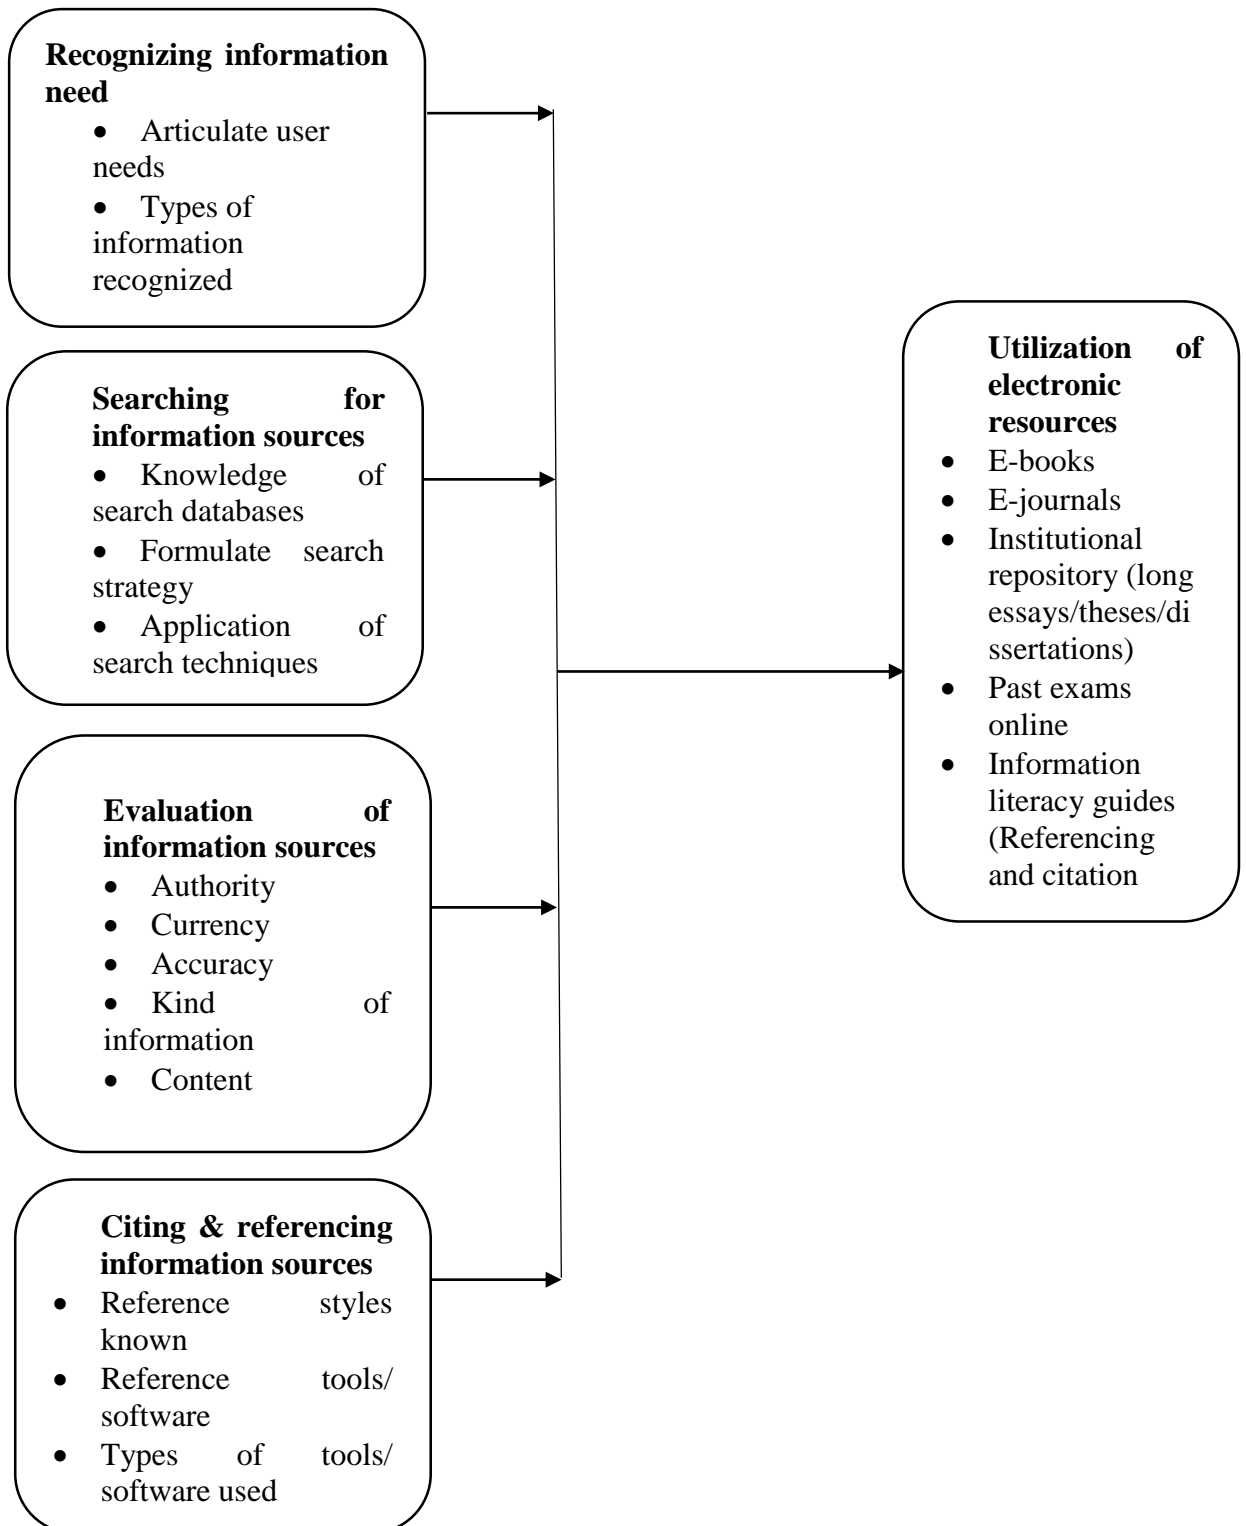 Recognizing information
need
• Articulate user
needs
• Types of
information
recognized
Searching for
information sources
• Knowledge of
search databases
• Formulate search
strategy
• Application of
search techniques
Evaluation of
information sources
• Authority
• Currency
• Accuracy
• Kind of
information
• Content
Citing & referencing
information sources
• Reference styles
known
• Reference tools/
software
• Types of tools/
software used
Utilization of
electronic
resources
• E-books
• E-journals
• Institutional
repository (long
essays/theses/di
ssertations)
• Past exams
online
• Information
literacy guides
(Referencing
and citation